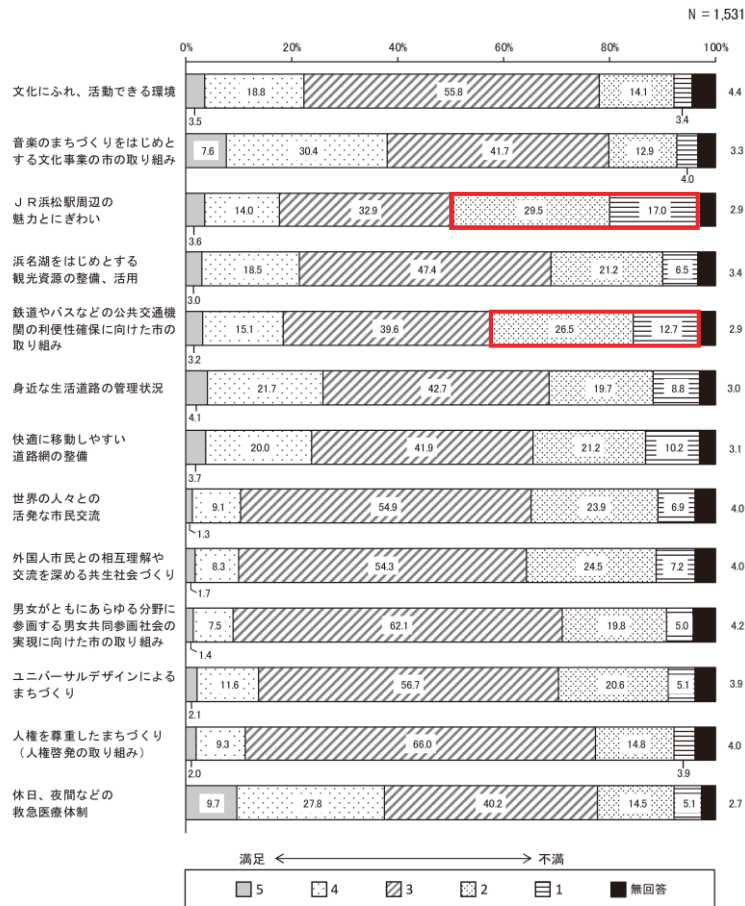 N = 1,531
0% 20% 40% 60% 80% 100%
文化にふれ、活動できる環境
18.8 55.8 14.1 4.4
3.5 3.4
音楽のまちづくりをはじめと
する文化事業の市の取り組み
7.6 30.4 41.7 12.9 3.3
4.0
JR浜松駅周辺の
魅力とにぎわい
14.0 32.9 29.5 17.0 2.9
3.6
浜名湖をはじめとする
観光資源の整備、活用
18.5 47.4 21.2 6.5 3.4
3.0
鉄道やバスなどの公共交通機
関の利便性確保に向けた市の
取り組み
15.1 39.6 26.5 12.7 2.9
3.2
身近な生活道路の管理状況
21.7 42.7 19.7 8.8 3.0
4.1
快適に移動しやすい
道路網の整備
20.0 41.9 21.2 10.2 3.1
3.7
世界の人々との
活発な市民交流
9.1 54.9 23.9 6.9 4.0
1.3
外国人市民との相互理解や
交流を深める共生社会づくり
8.3 54.3 24.5 7.2 4.0
1.7
男女がともにあらゆる分野に
参画する男女共同参画社会の
実現に向けた市の取り組み
7.5 62.1 19.8 5.0 4.2
1.4
ユニバーサルデザインによる
まちづくり
11.6 56.7 20.6 5.1 3.9
2.1
人権を尊重したまちづくり
（人権啓発の取り組み）
9.3 66.0 14.8 4.0
2.0 3.9
休日、夜間などの
救急医療体制
9.7 27.8 40.2 14.5 5.1 2.7
満足 不満
5 4 3 2 1 無回答